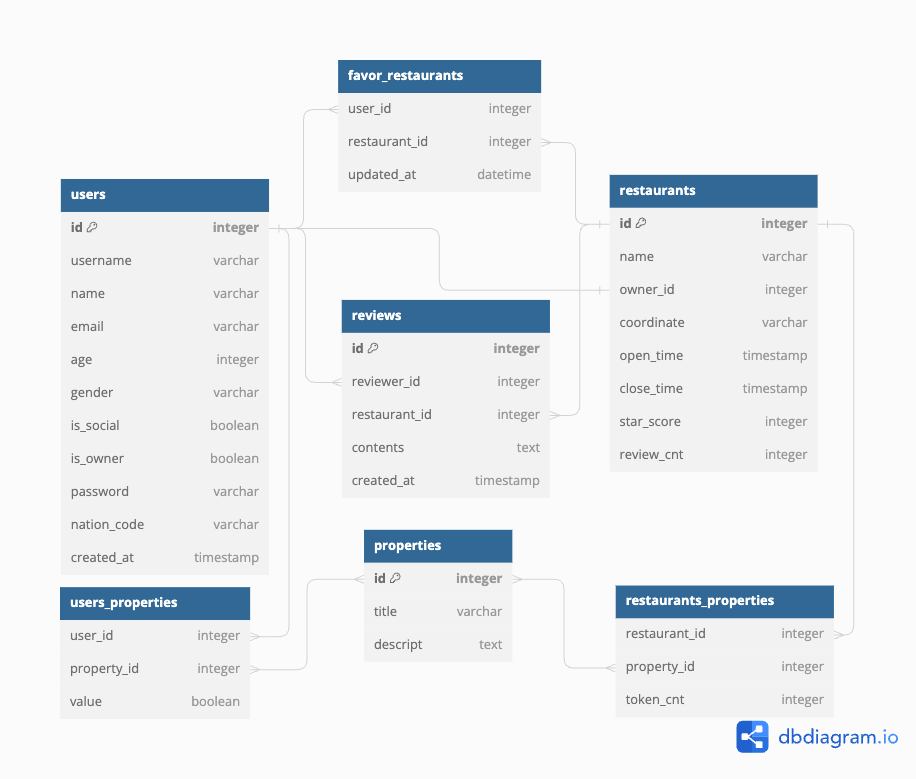 favor_restaurants
user_id integer
restaurant_id integer
updated_at datetime
users
id integer
username varchar
name varchar
email varchar
age integer
gender varchar
is_social boolean
is_owner boolean
password varchar
nation_code varchar
created_at timestamp
restaurants
id integer
name varchar
owner_id integer
coordinate varchar
open_time timestamp
close_time timestamp
star_score integer
review_cnt integer
reviews
id integer
reviewer_id integer
restaurant_id integer
contents text
created_at timestamp
properties
id integer
title varchar
descript text
users_properties
user_id integer
property_id integer
value boolean
restaurants_properties
restaurant_id integer
property_id integer
token_cnt integer
dbdiagram.io